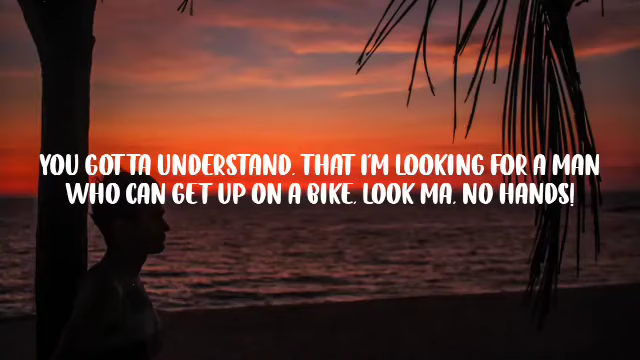 YOU GOTTA UNDERSTAND, THAT I'M LOOKING FOR A MAN
WHO CAN GET UP ON A BIKE, LOOK MA, NO HANDS!